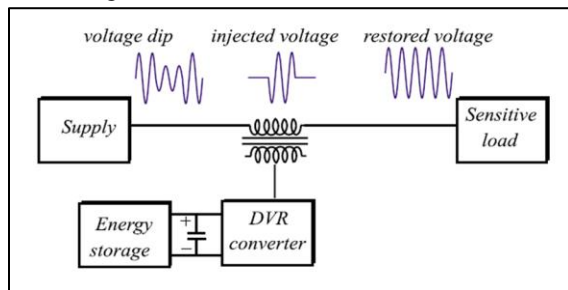 voltage dip injected voltage restored voltage
Supply
Sensitive
load
Energy
storage
+
−
DVR
converter